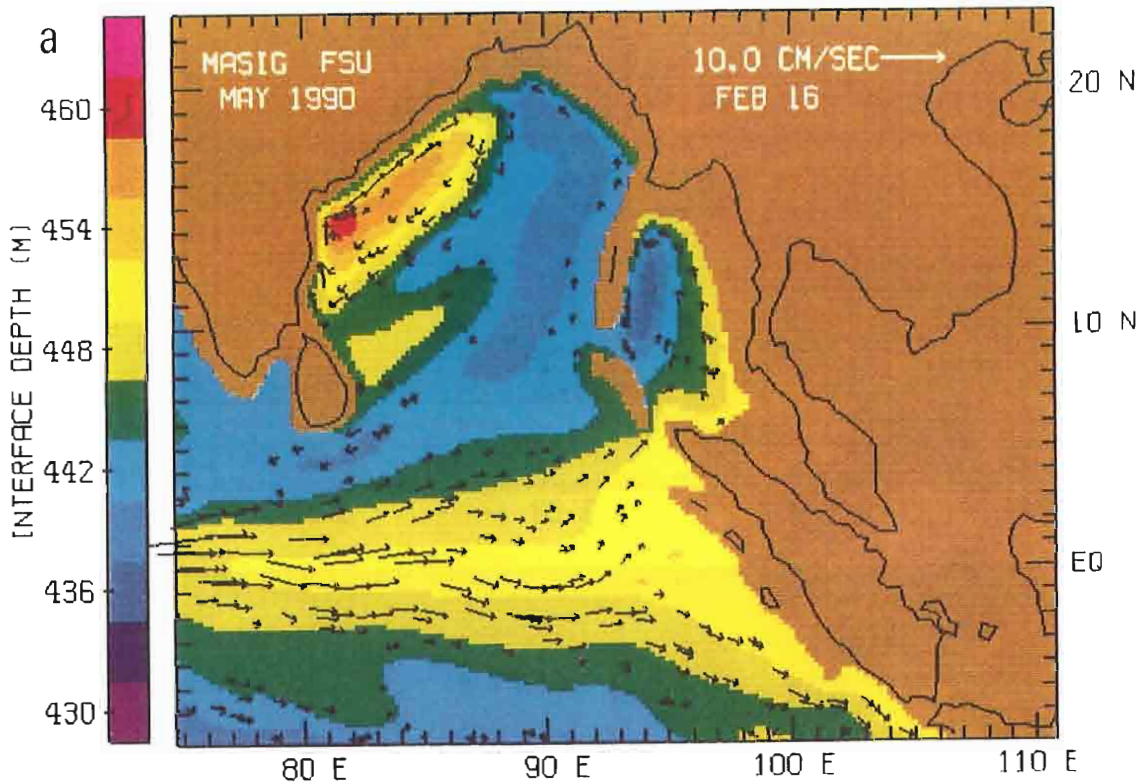 a
MASIG FSU
MAY 1990
10.0 CM/SEC
FEB 16
INTERFACE DEPTH (M)
460
454
448
442
436
430
20 N
10 N
EQ
80 E
90 E
100 E
110 E